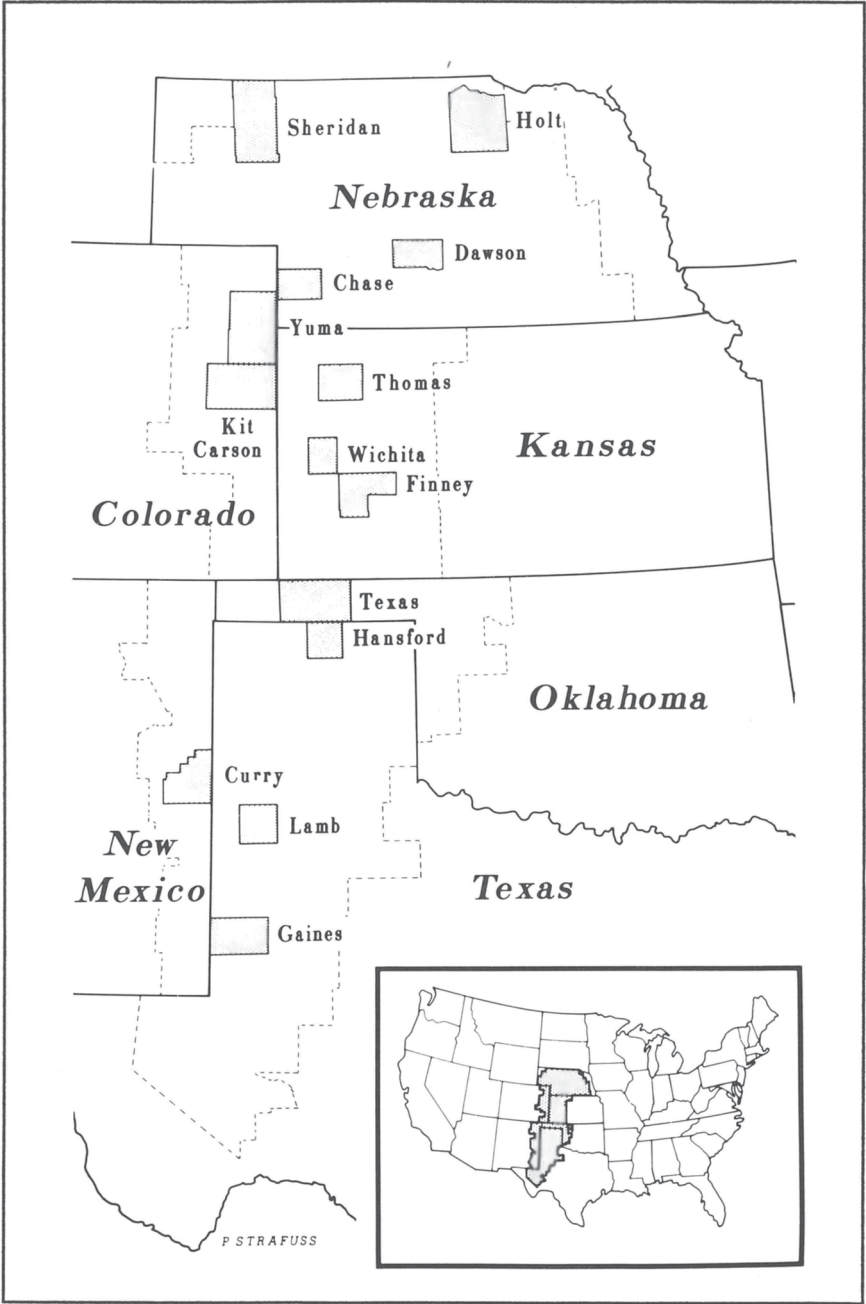 Sheridan
Holt
Nebraska
Dawson
Chase
Yuma
Thomas
Kit
Carson
Wichita
Kansas
Finney
Colorado
Texas
Hansford
Oklahoma
Curry
Lamb
New
Mexico
Texas
Gaines
P STRAFUSS